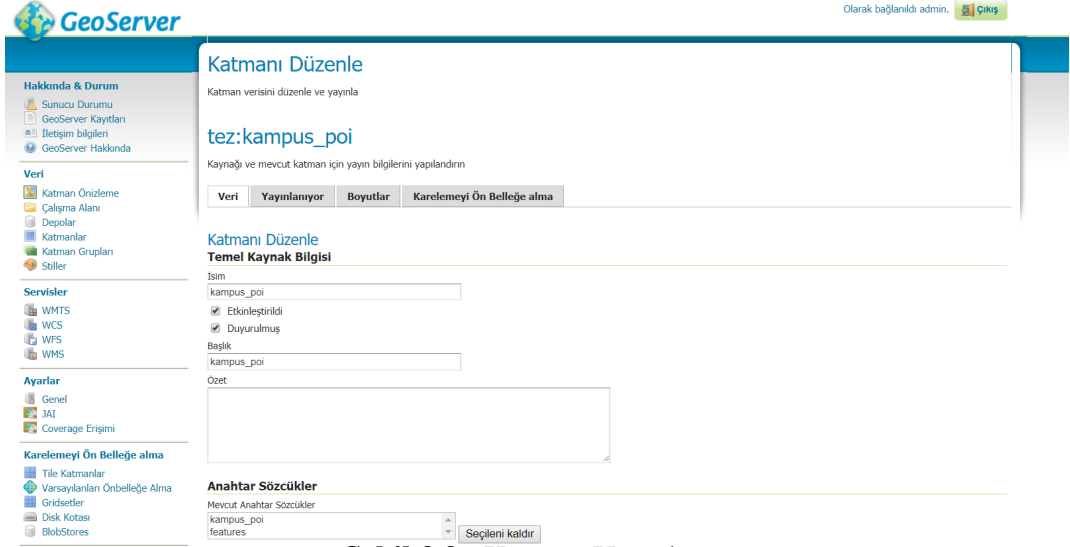 GeoServer
Olarak bağlanıldı admin. Çıkış
Hakkında & Durum
Sunucu Durumu
GeoServer Kayıtları
İletişim bilgileri
GeoServer Hakkında
Veri
Katman Önizleme
Çalışma Alanı
Depolar
Katmanlar
Katman Grupları
Stiller
Servisler
WMTS
WCS
WFS
WMS
Ayarlar
Genel
JAI
Coverage Erişimi
Karelemeyi Ön Belleğe alma
Tile Katmanlar
Varsayılanları Önbelleğe Alma
Gridsetler
Disk Kotası
BlobStores
Katmanı Düzenle
Katman verisini düzenle ve yayınla
tez:kampus_poi
Kaynağı ve mevcut katman için yayın bilgilerini yapılandırın
Veri Yayınlanıyor Boyutlar Karelemeyi Ön Belleğe alma
Katmanı Düzenle
Temel Kaynak Bilgisi
İsim
kampus_poi
Etkinleştirildi
Duyurulmuş
Başlık
kampus_poi
Özet
Anahtar Sözcükler
Mevcut Anahtar Sözcükler
kampus_poi
features
Seçileni kaldır